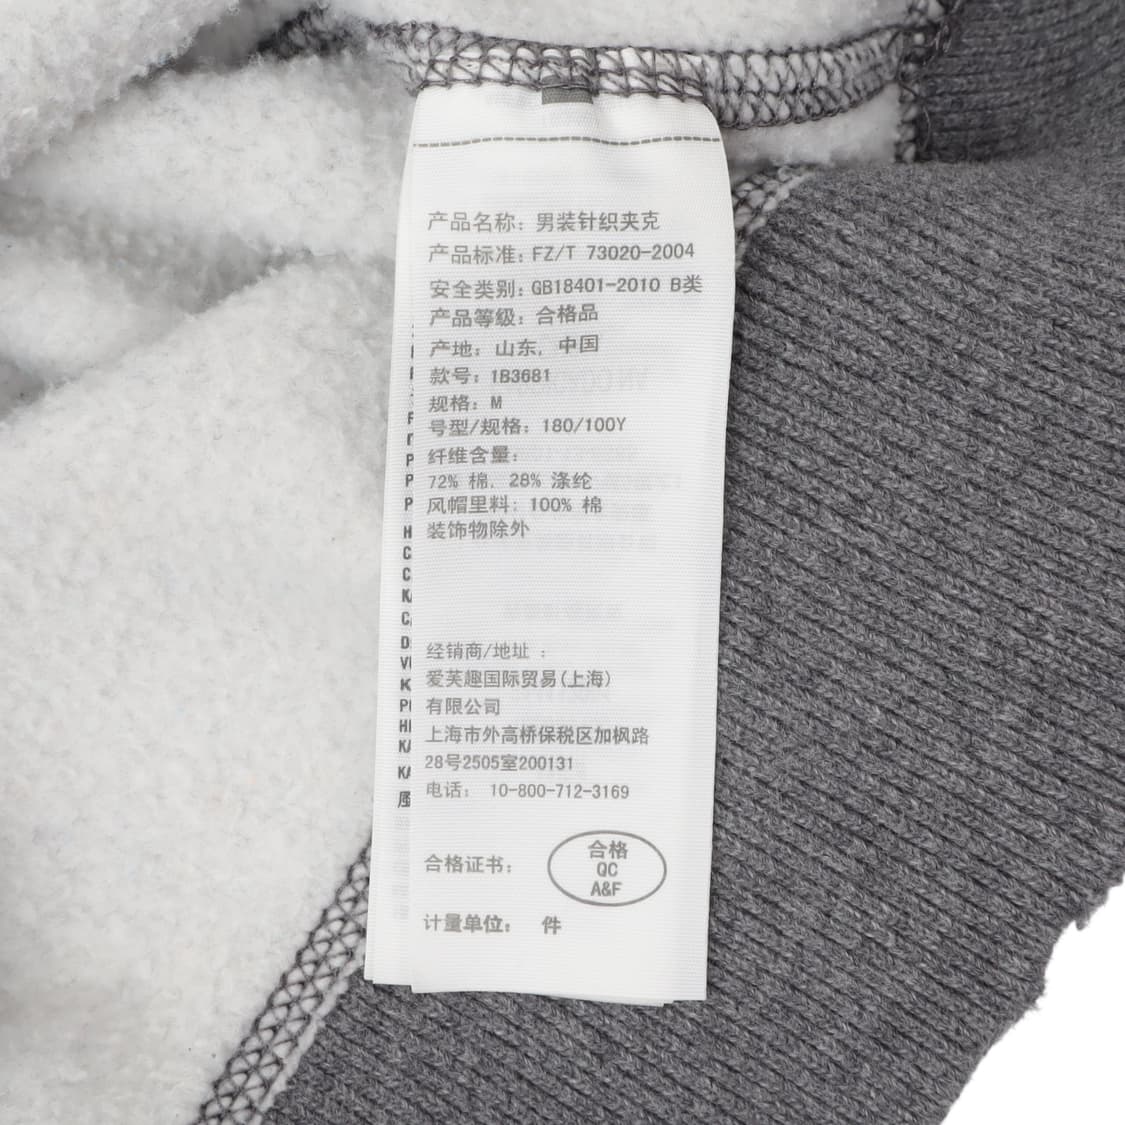 产品名称：男装针织夹克
产品标准：FZ/T 73020-2004
安全类别：GB18401-2010 B类
产品等级：合格品
产地：山东，中国
款号：1B3681
规格：M
号型/规格：180/100Y
纤维含量：
72% 棉，28% 涤纶
风帽里料：100% 棉
装饰物除外
经销商/地址 ：
爱芙趣国际贸易(上海)
有限公司
上海市外高桥保税区加枫路
28号2505室200131
电话： 10-800-712-3169
合格证书：
合格
QC
A&F
计量单位： 件